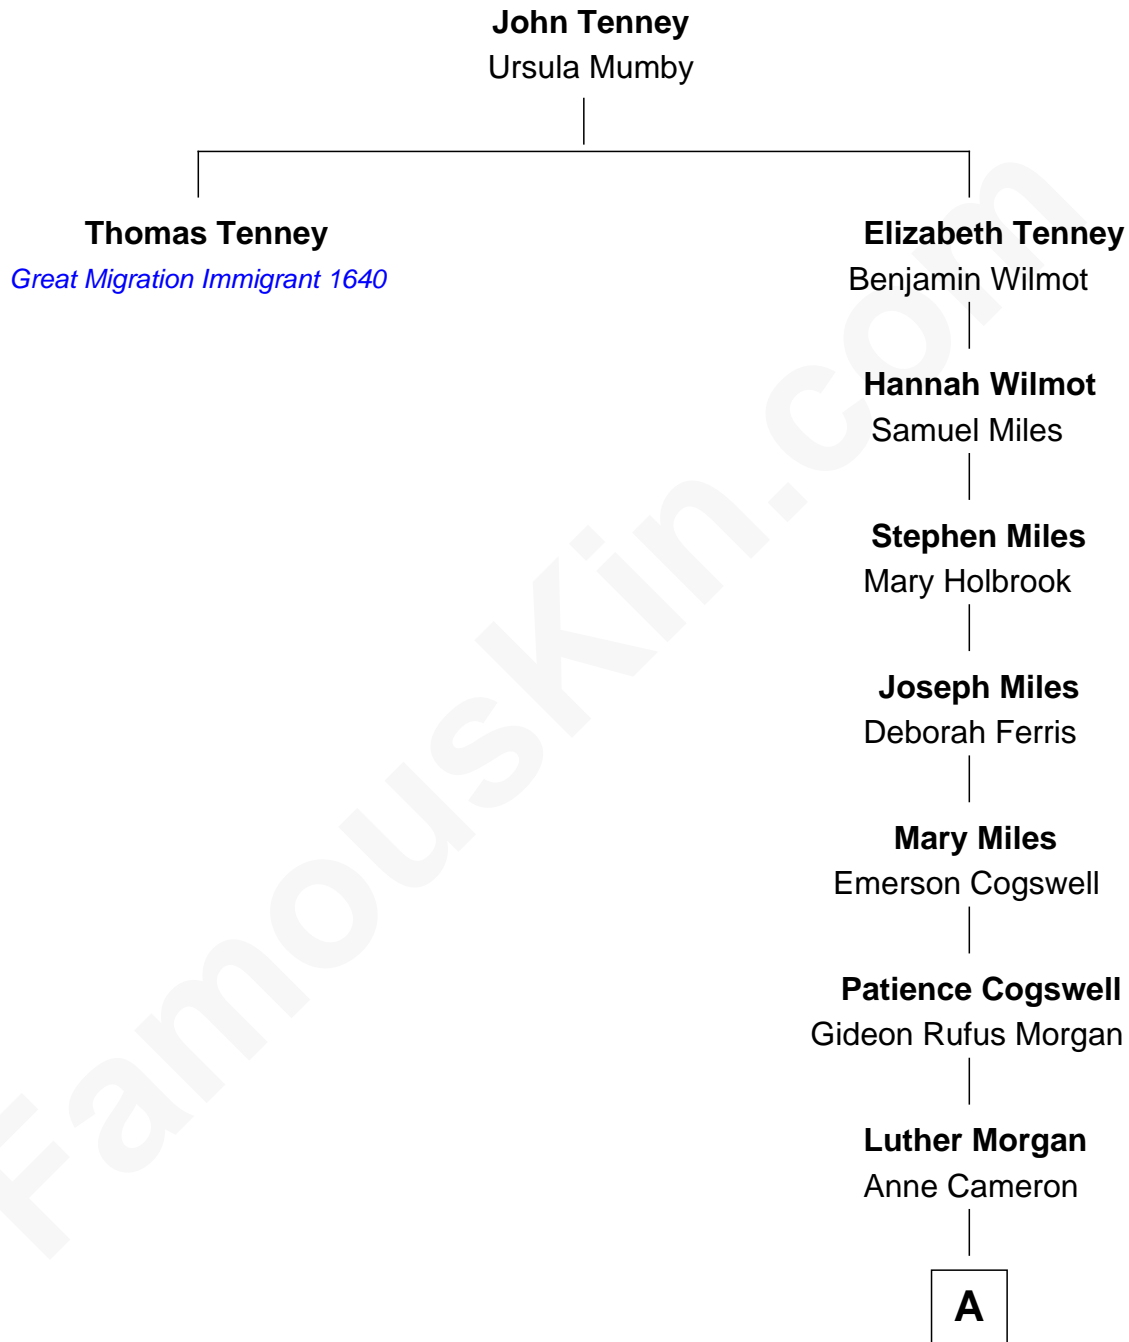 John Tenney
Ursula Mumby
Thomas Tenney
Great Migration Immigrant 1640
Elizabeth Tenney
Benjamin Wilmot
Hannah Wilmot
Samuel Miles
Stephen Miles
Mary Holbrook
Joseph Miles
Deborah Ferris
Mary Miles
Emerson Cogswell
Patience Cogswell
Gideon Rufus Morgan
Luther Morgan
Anne Cameron
A
FamousKin.com